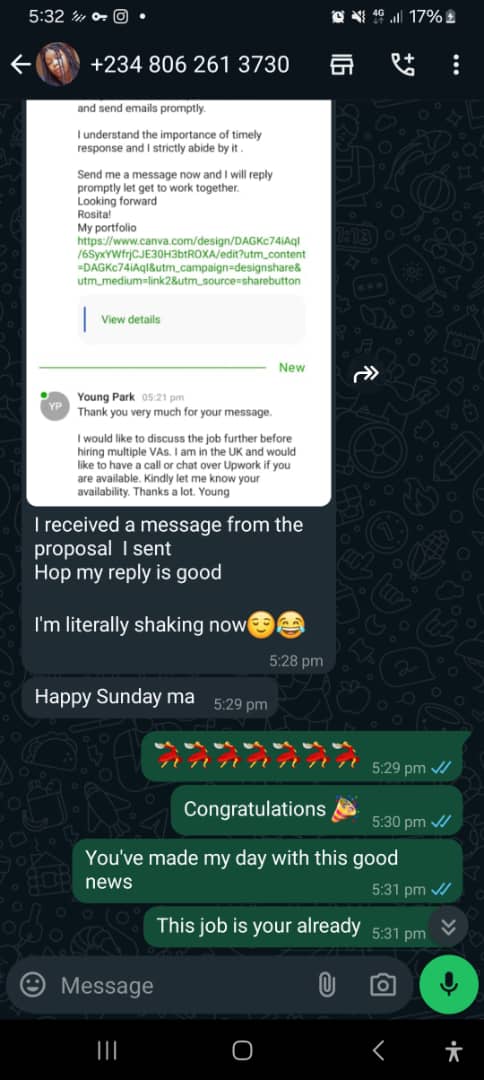 5:32
4G
17%
+234 806 261 3730
and send emails promptly.
I understand the importance of timely
response and I strictly abide by it .
Send me a message now and I will reply
promptly let get to work together.
Looking forward
Rosita!
My portfolio
https://www.canva.com/design/DAGKc74iAqI
/6SyxYWfrjCJE30H3btROXA/edit?utm_content
=DAGKc74iAqI&utm_campaign=designshare&
utm_medium=link2&utm_source=sharebutton
View details
New
YP
Young Park 05:21 pm
Thank you very much for your message.
I would like to discuss the job further before
hiring multiple VAs. I am in the UK and would
like to have a call or chat over Upwork if you
are available. Kindly let me know your
availability. Thanks a lot. Young
I received a message from the
proposal I sent
Hop my reply is good
I'm literally shaking now😌😂
5:28 pm
Happy Sunday ma 5:29 pm
💃💃💃💃💃💃💃 5:29 pm
Congratulations 🎉 5:30 pm
You've made my day with this good
news 5:31 pm
This job is your already 5:31 pm
Message